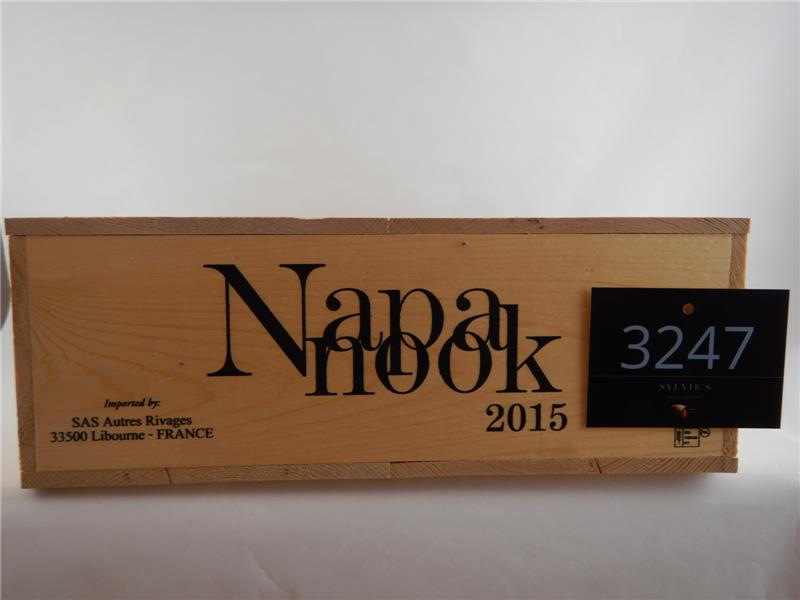 Napa
nook
2015
Imported by:
SAS Autres Rivages
33500 Libourne - FRANCE
3247
SYLVIE'S